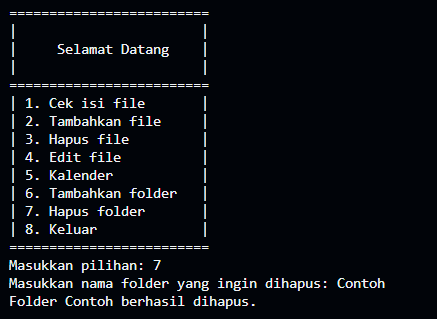 =========================
|                       |
|     Selamat Datang    |
|                       |
=========================
| 1. Cek isi file       |
| 2. Tambahkan file     |
| 3. Hapus file         |
| 4. Edit file          |
| 5. Kalender           |
| 6. Tambahkan folder   |
| 7. Hapus folder       |
| 8. Keluar             |
=========================
Masukkan pilihan: 7
Masukkan nama folder yang ingin dihapus: Contoh
Folder Contoh berhasil dihapus.